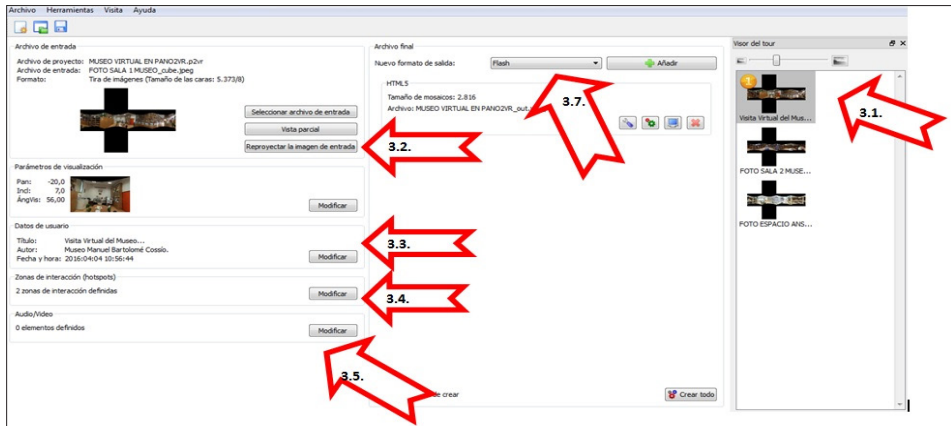 Archivo Herramientas Visita Ayuda
Archivo de entrada
Archivo de proyecto: MUSEO VIRTUAL EN PANO2VR.p2vr
Archivo de entrada: FOTO SALA 1 MUSEO_cube.jpeg
Formato: Tira de imágenes (Tamaño de las caras: 5.373/8)
Seleccionar archivo de entrada
Vista parcial
Reproyectar la imagen de entrada
3.2.
Parámetros de visualización
Pan: -20,0
Incl: 7,0
ÁngVis: 56,00
Modificar
Datos de usuario
Título: Visita Virtual del Museo...
Autor: Museo Manuel Bartolomé Cossío.
Fecha y hora: 2016:04:04 10:56:44
Modificar
3.3.
Zonas de interacción (hotspots)
2 zonas de interacción definidas
Modificar
3.4.
Audio/Video
0 elementos definidos
Modificar
3.5.
Archivo final
Nuevo formato de salida: Flash
Añadir
HTML5
Tamaño de mosaicos: 2.816
Archivo: MUSEO VIRTUAL EN PANO2VR_out.
3.7.
de crear
Crear todo
Visor del tour
1
Visita Virtual del Mus...
3.1.
FOTO SALA 2 MUSE...
FOTO ESPACIO ANS...